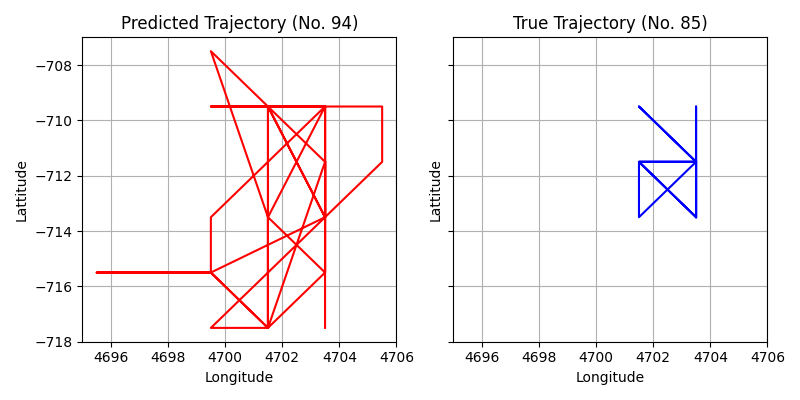 Predicted Trajectory (No. 94)
True Trajectory (No. 85)
−708
−710
−712
−714
−716
−718
Lattitude
Lattitude
4696 4698 4700 4702 4704 4706
4696 4698 4700 4702 4704 4706
Longitude
Longitude